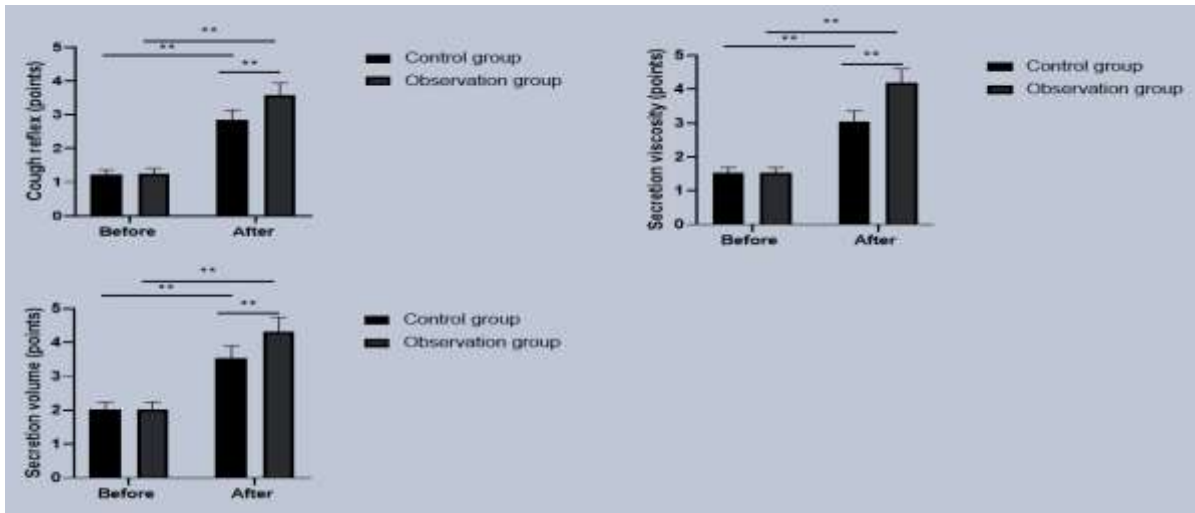 **
**
**
5
4
3
2
1
0
Cough reflex (points)
Before
After
Control group
Observation group
**
**
**
5
4
3
2
1
0
Secretion viscosity (points)
Before
After
Control group
Observation group
**
**
**
5
4
3
2
1
0
Secretion volume (points)
Before
After
Control group
Observation group